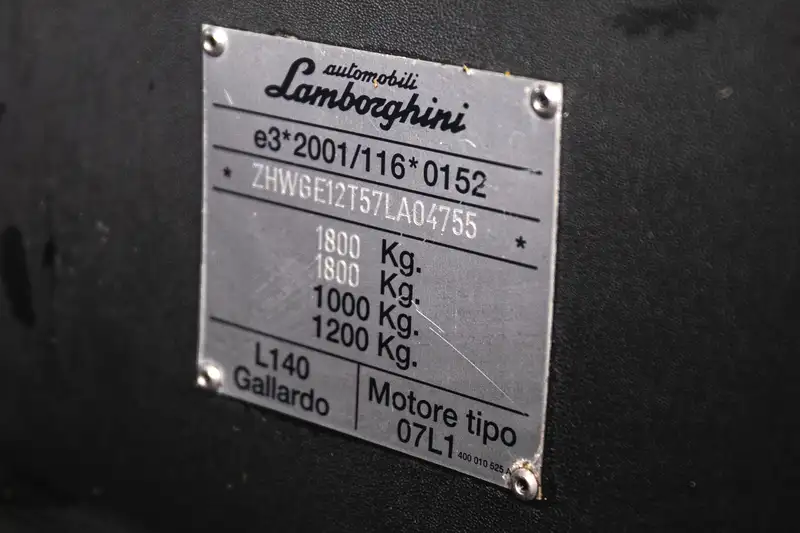 automobili
Lamborghini
e3*2001/116*0152
* ZHWGE12T57LA04755 *
1800 Kg.
1800 Kg.
1000 Kg.
1200 Kg.
L140
Gallardo
Motore tipo
07L1
400 010 525 A